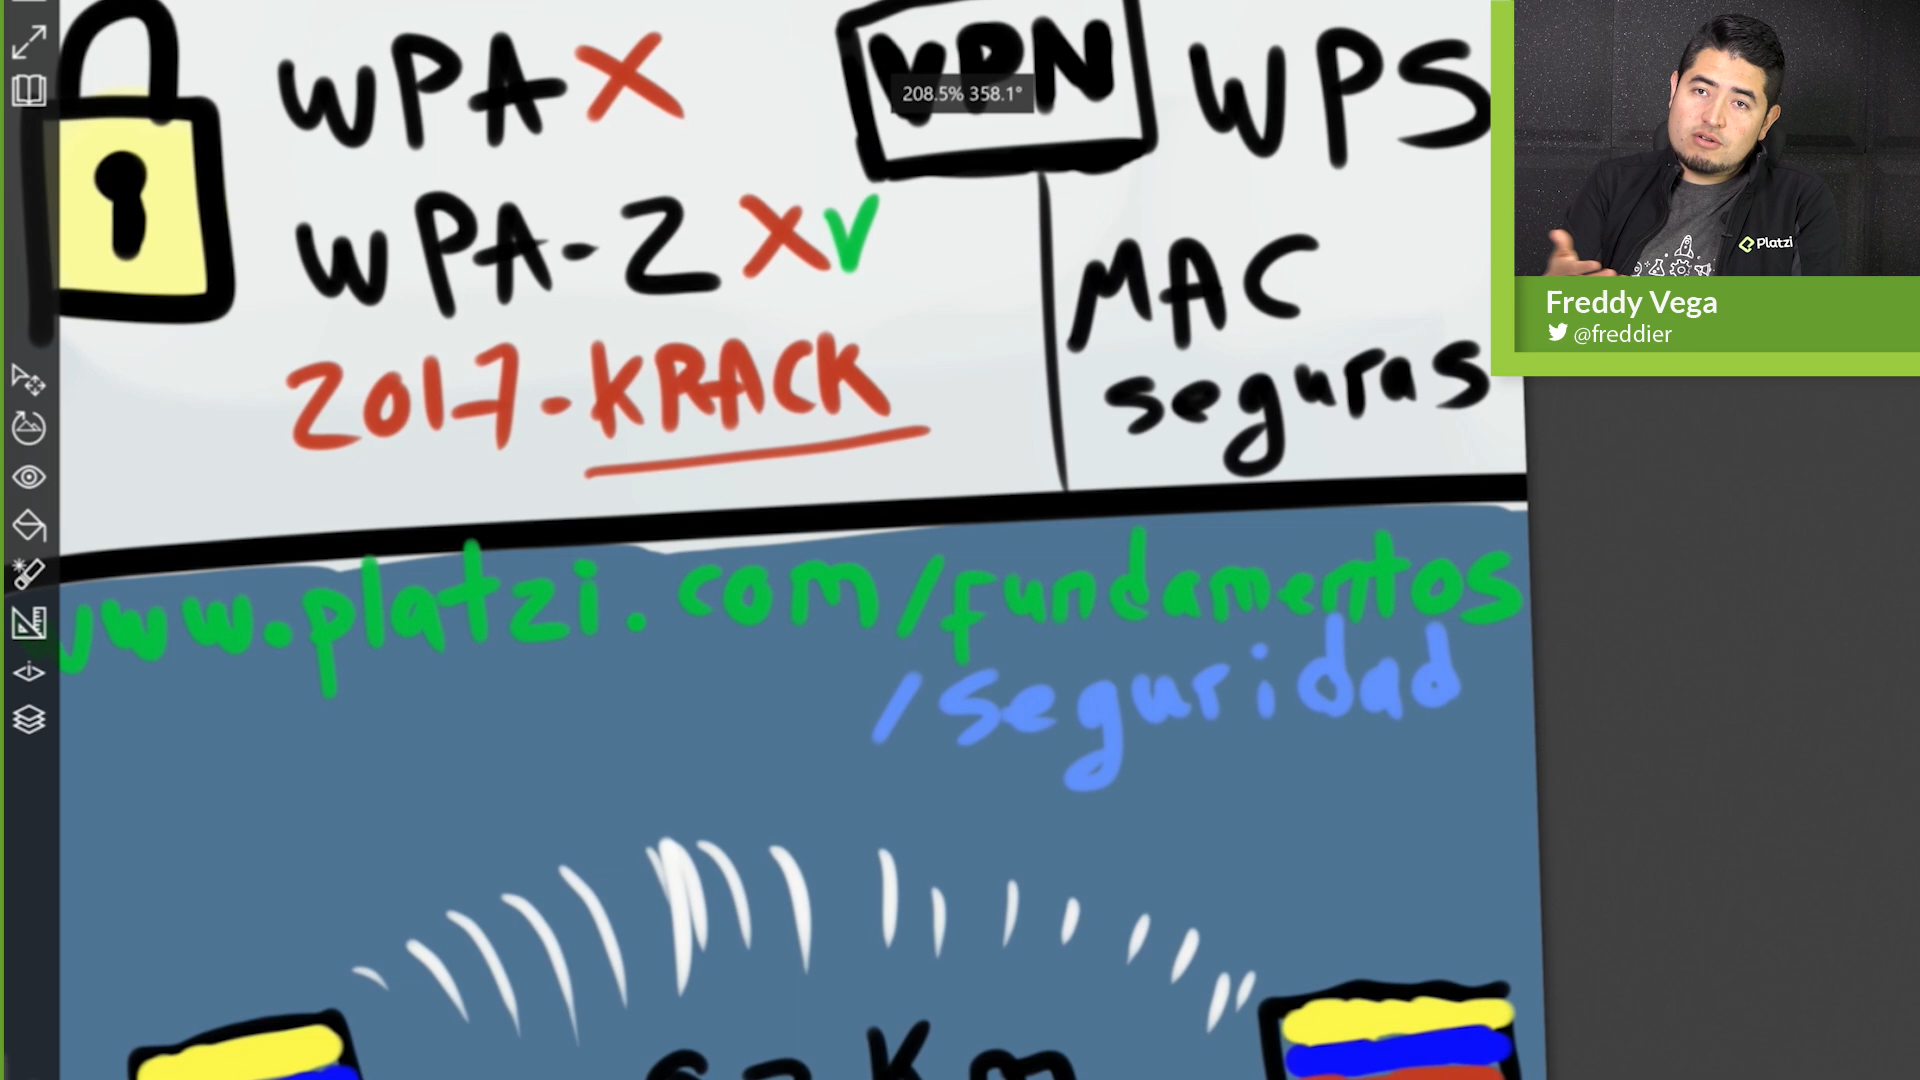 WPA X
WPA-2 X
2017-KRACK
VPN
208.5% 358.1°
WPS
MAC
seguras
www.platzi.com/fundamentos
/seguridad
Km
Platzi
Freddy Vega
@freddier